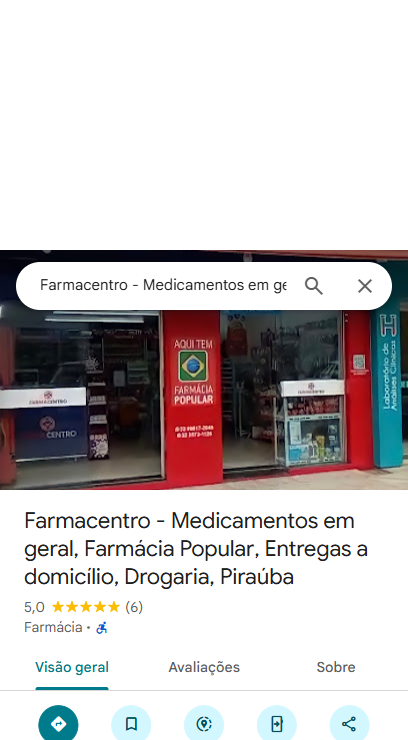 Farmacentro - Medicamentos em ge
AQUI TEM
FARMÁCIA
POPULAR
FARMACENTRO
CENTRO
FARMACENTRO
Laboratório de
Análises Clínicas
Farmacentro - Medicamentos em
geral, Farmácia Popular, Entregas a
domicílio, Drogaria, Piraúba
5,0 (6)
Farmácia ·
Visão geral
Avaliações
Sobre